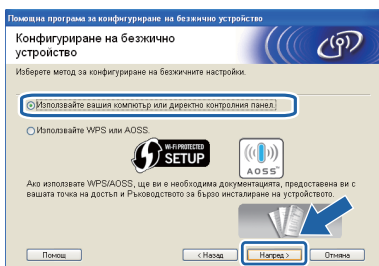 Помощна програма за конфигуриране на безжично устройство
Конфигуриране на безжично
устройство
Изберете метод за конфигуриране на безжичните настройки.
Използвайте вашия компютър или директно контролния панел.
Използвайте WPS или AOSS.
WI-FI PROTECTED
SETUP
AOSS™
Ако използвате WPS/AOSS, ще ви е необходима документацията, предоставена ви с
вашата точка на достъп и Ръководството за бързо инсталиране на устройството.
Помощ
< Назад
Напред >
Отмяна